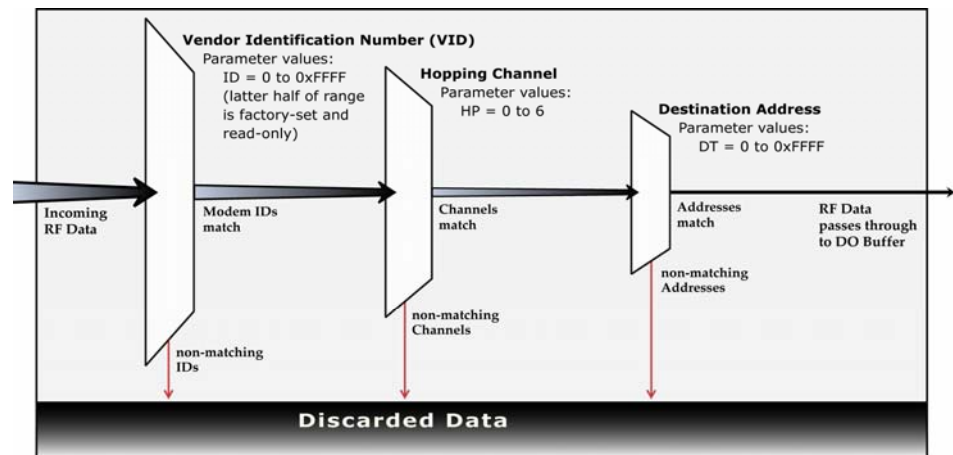 Vendor Identification Number (VID)
Parameter values:
ID = 0 to 0xFFFF
(latter half of range
is factory-set and
read-only)
Hopping Channel
Parameter values:
HP = 0 to 6
Destination Address
Parameter values:
DT = 0 to 0xFFFF
Incoming
RF Data
Modem IDs
match
Channels
match
Addresses
match
RF Data
passes through
to DO Buffer
non-matching
IDs
non-matching
Channels
non-matching
Addresses
Discarded Data